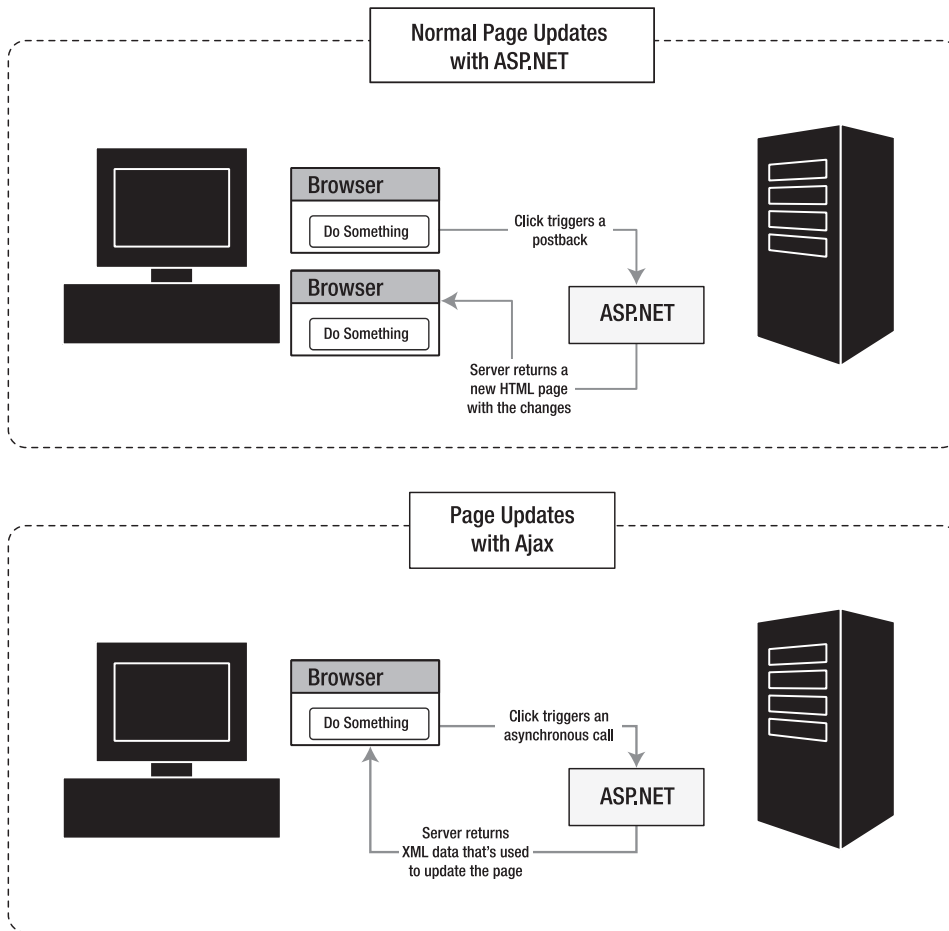 Normal Page Updates
with ASP.NET
Browser
Do Something
Click triggers a
postback
Browser
Do Something
ASP.NET
Server returns a
new HTML page
with the changes
Page Updates
with Ajax
Browser
Do Something
Click triggers an
asynchronous call
ASP.NET
Server returns
XML data that's used
to update the page